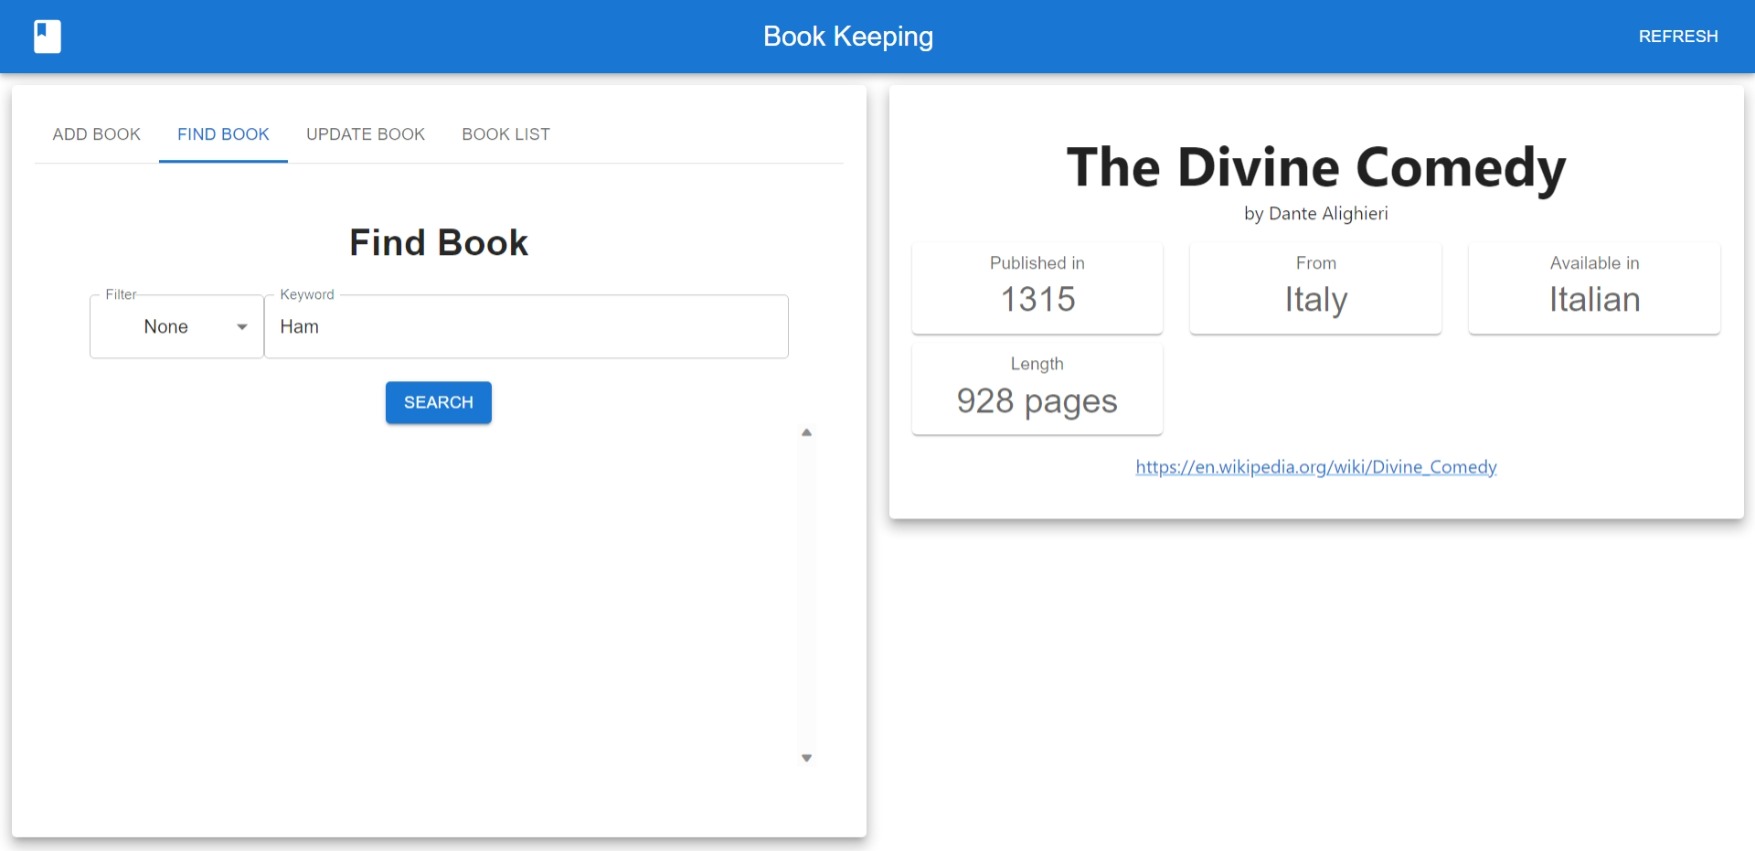 Book Keeping
REFRESH
ADD BOOK FIND BOOK UPDATE BOOK BOOK LIST
Find Book
Filter Keyword
None Ham
SEARCH
The Divine Comedy
by Dante Alighieri
Published in
1315
From
Italy
Available in
Italian
Length
928 pages
https://en.wikipedia.org/wiki/Divine_Comedy